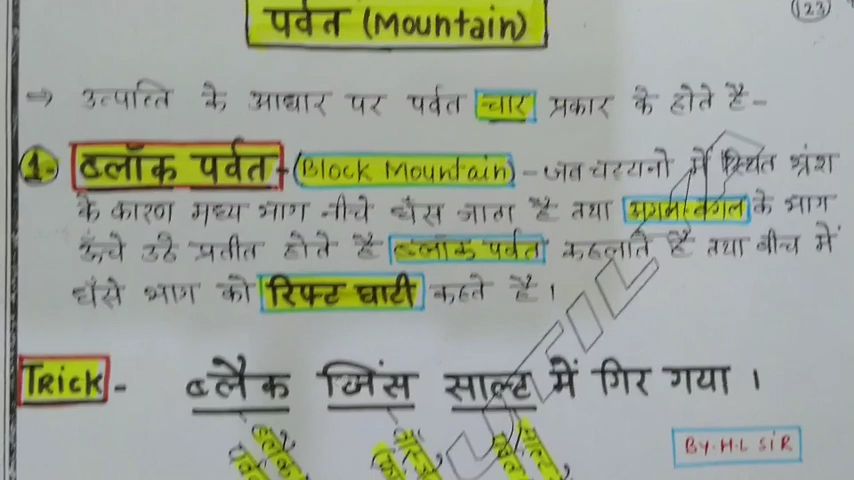 पर्वत (Mountain)
123
⇒ उत्पत्ति के आधार पर पर्वत चार प्रकार के होते है-
1- ब्लॉक पर्वत - (Block Mountain) - जब चट्टानो में स्थित भ्रंश
के कारण मध्य भाग नीचे धँस जाता है तथा अगल-बगल के भाग
ऊँचे उठे प्रतीत होते है ब्लॉक पर्वत कहलाते है तथा बीच में
धँसे भाग को रिफ्ट घाटी कहते है।
TRICK - ब्लैक जिंस साल्ट में गिर गया।
ब्लॉक
BY. H. L SIR